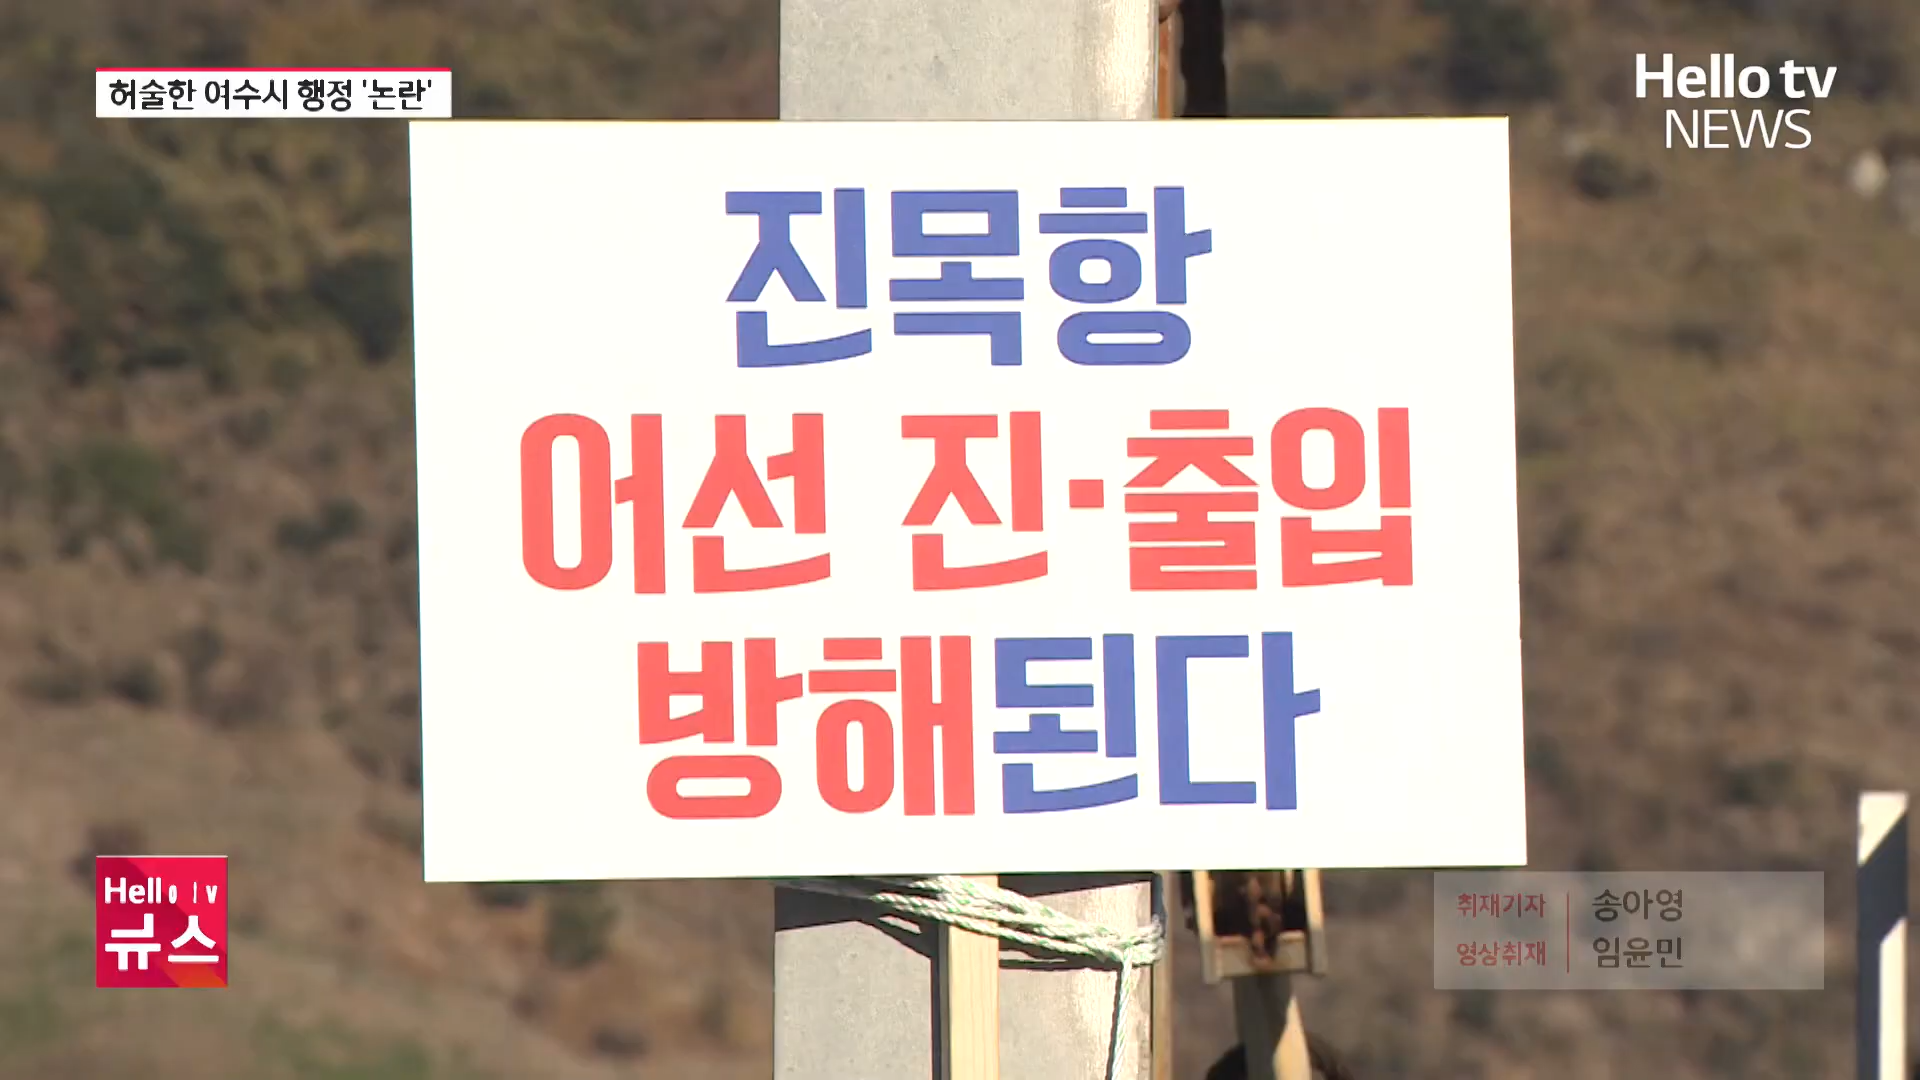 허술한 여수시 행정 '논란'
Hello tv
NEWS
진목항
어선 진·출입
방해된다
Hello tv
뉴스
취재기자 송아영
영상취재 임윤민